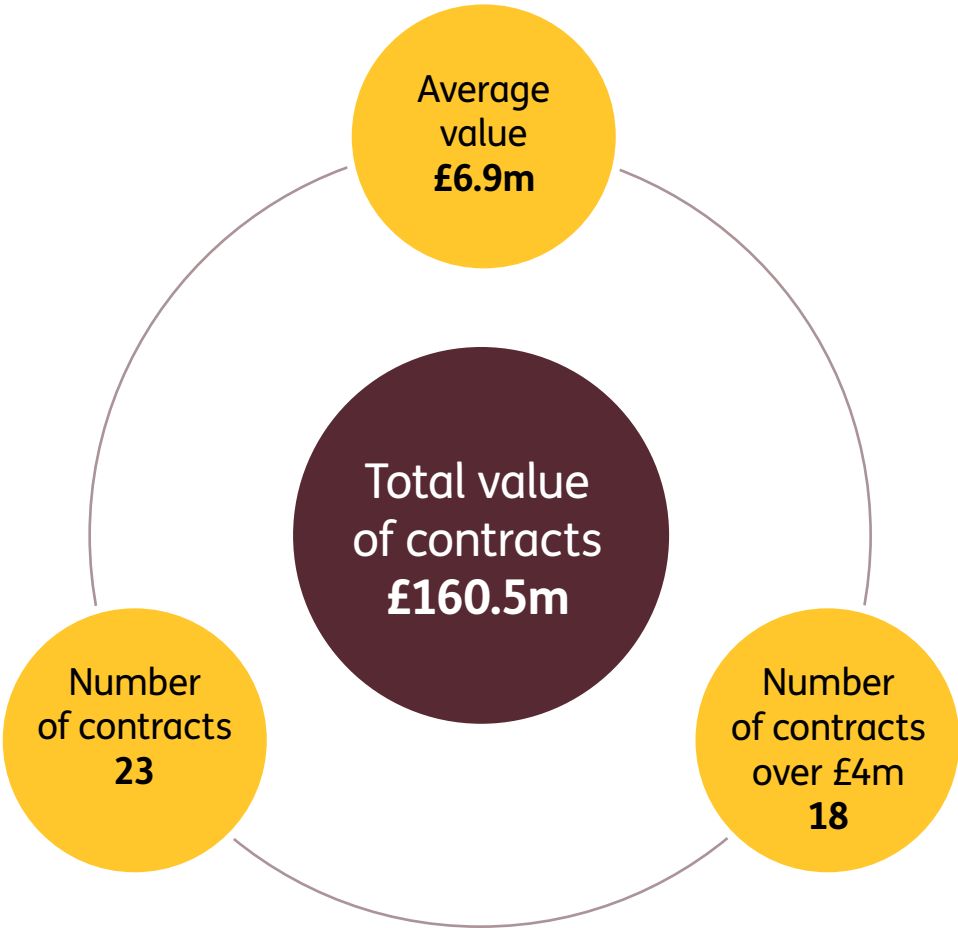 Average
value
£6.9m
Total value
of contracts
£160.5m
Number
of contracts
23
Number
of contracts
over £4m
18